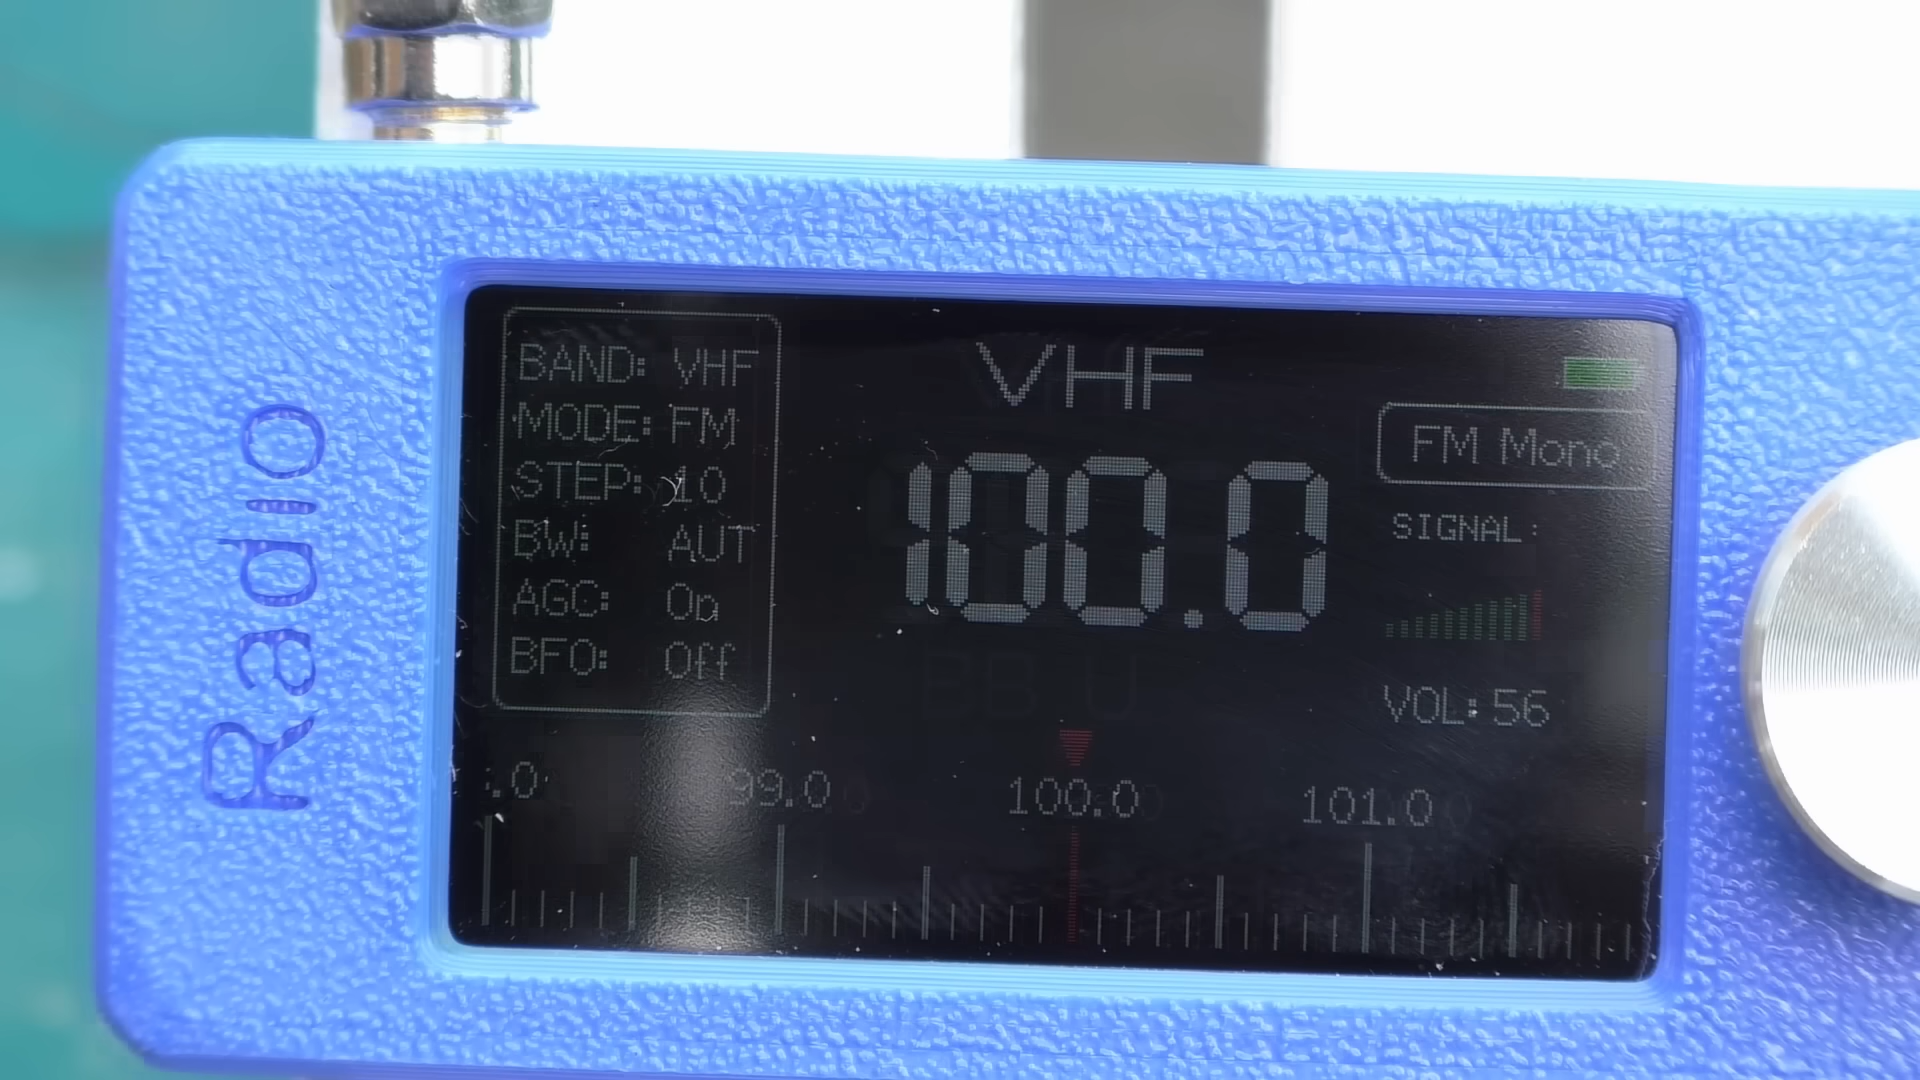 Radio
BAND: VHF
MODE: FM
STEP: 10
BW: AUT
AGC: On
BFO: Off
VHF
100.0
FM Mono
SIGNAL:
VOL: 56
.0 99.0 100.0 101.0